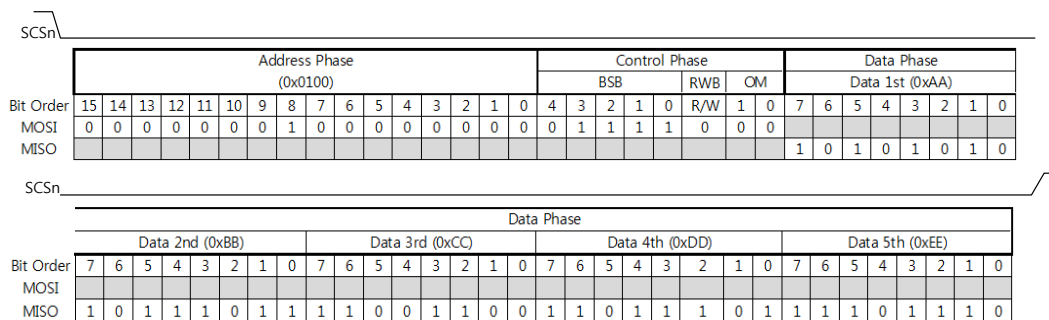 SCSn
Address Phase Control Phase Data Phase
(0x0100) BSB RWB OM Data 1st (0xAA)
Bit Order 15 14 13 12 11 10 9 8 7 6 5 4 3 2 1 0 4 3 2 1 0 R/W 1 0 7 6 5 4 3 2 1 0
MOSI 0 0 0 0 0 0 0 1 0 0 0 0 0 0 0 0 0 1 1 1 1 0 0 0
MISO 1 0 1 0 1 0 1 0
SCSn
Data Phase
Data 2nd (0xBB) Data 3rd (0xCC) Data 4th (0xDD) Data 5th (0xEE)
Bit Order 7 6 5 4 3 2 1 0 7 6 5 4 3 2 1 0 7 6 5 4 3 2 1 0 7 6 5 4 3 2 1 0
MOSI
MISO 1 0 1 1 1 0 1 1 1 1 0 0 1 1 0 0 1 1 0 1 1 1 0 1 1 1 1 0 1 1 1 0